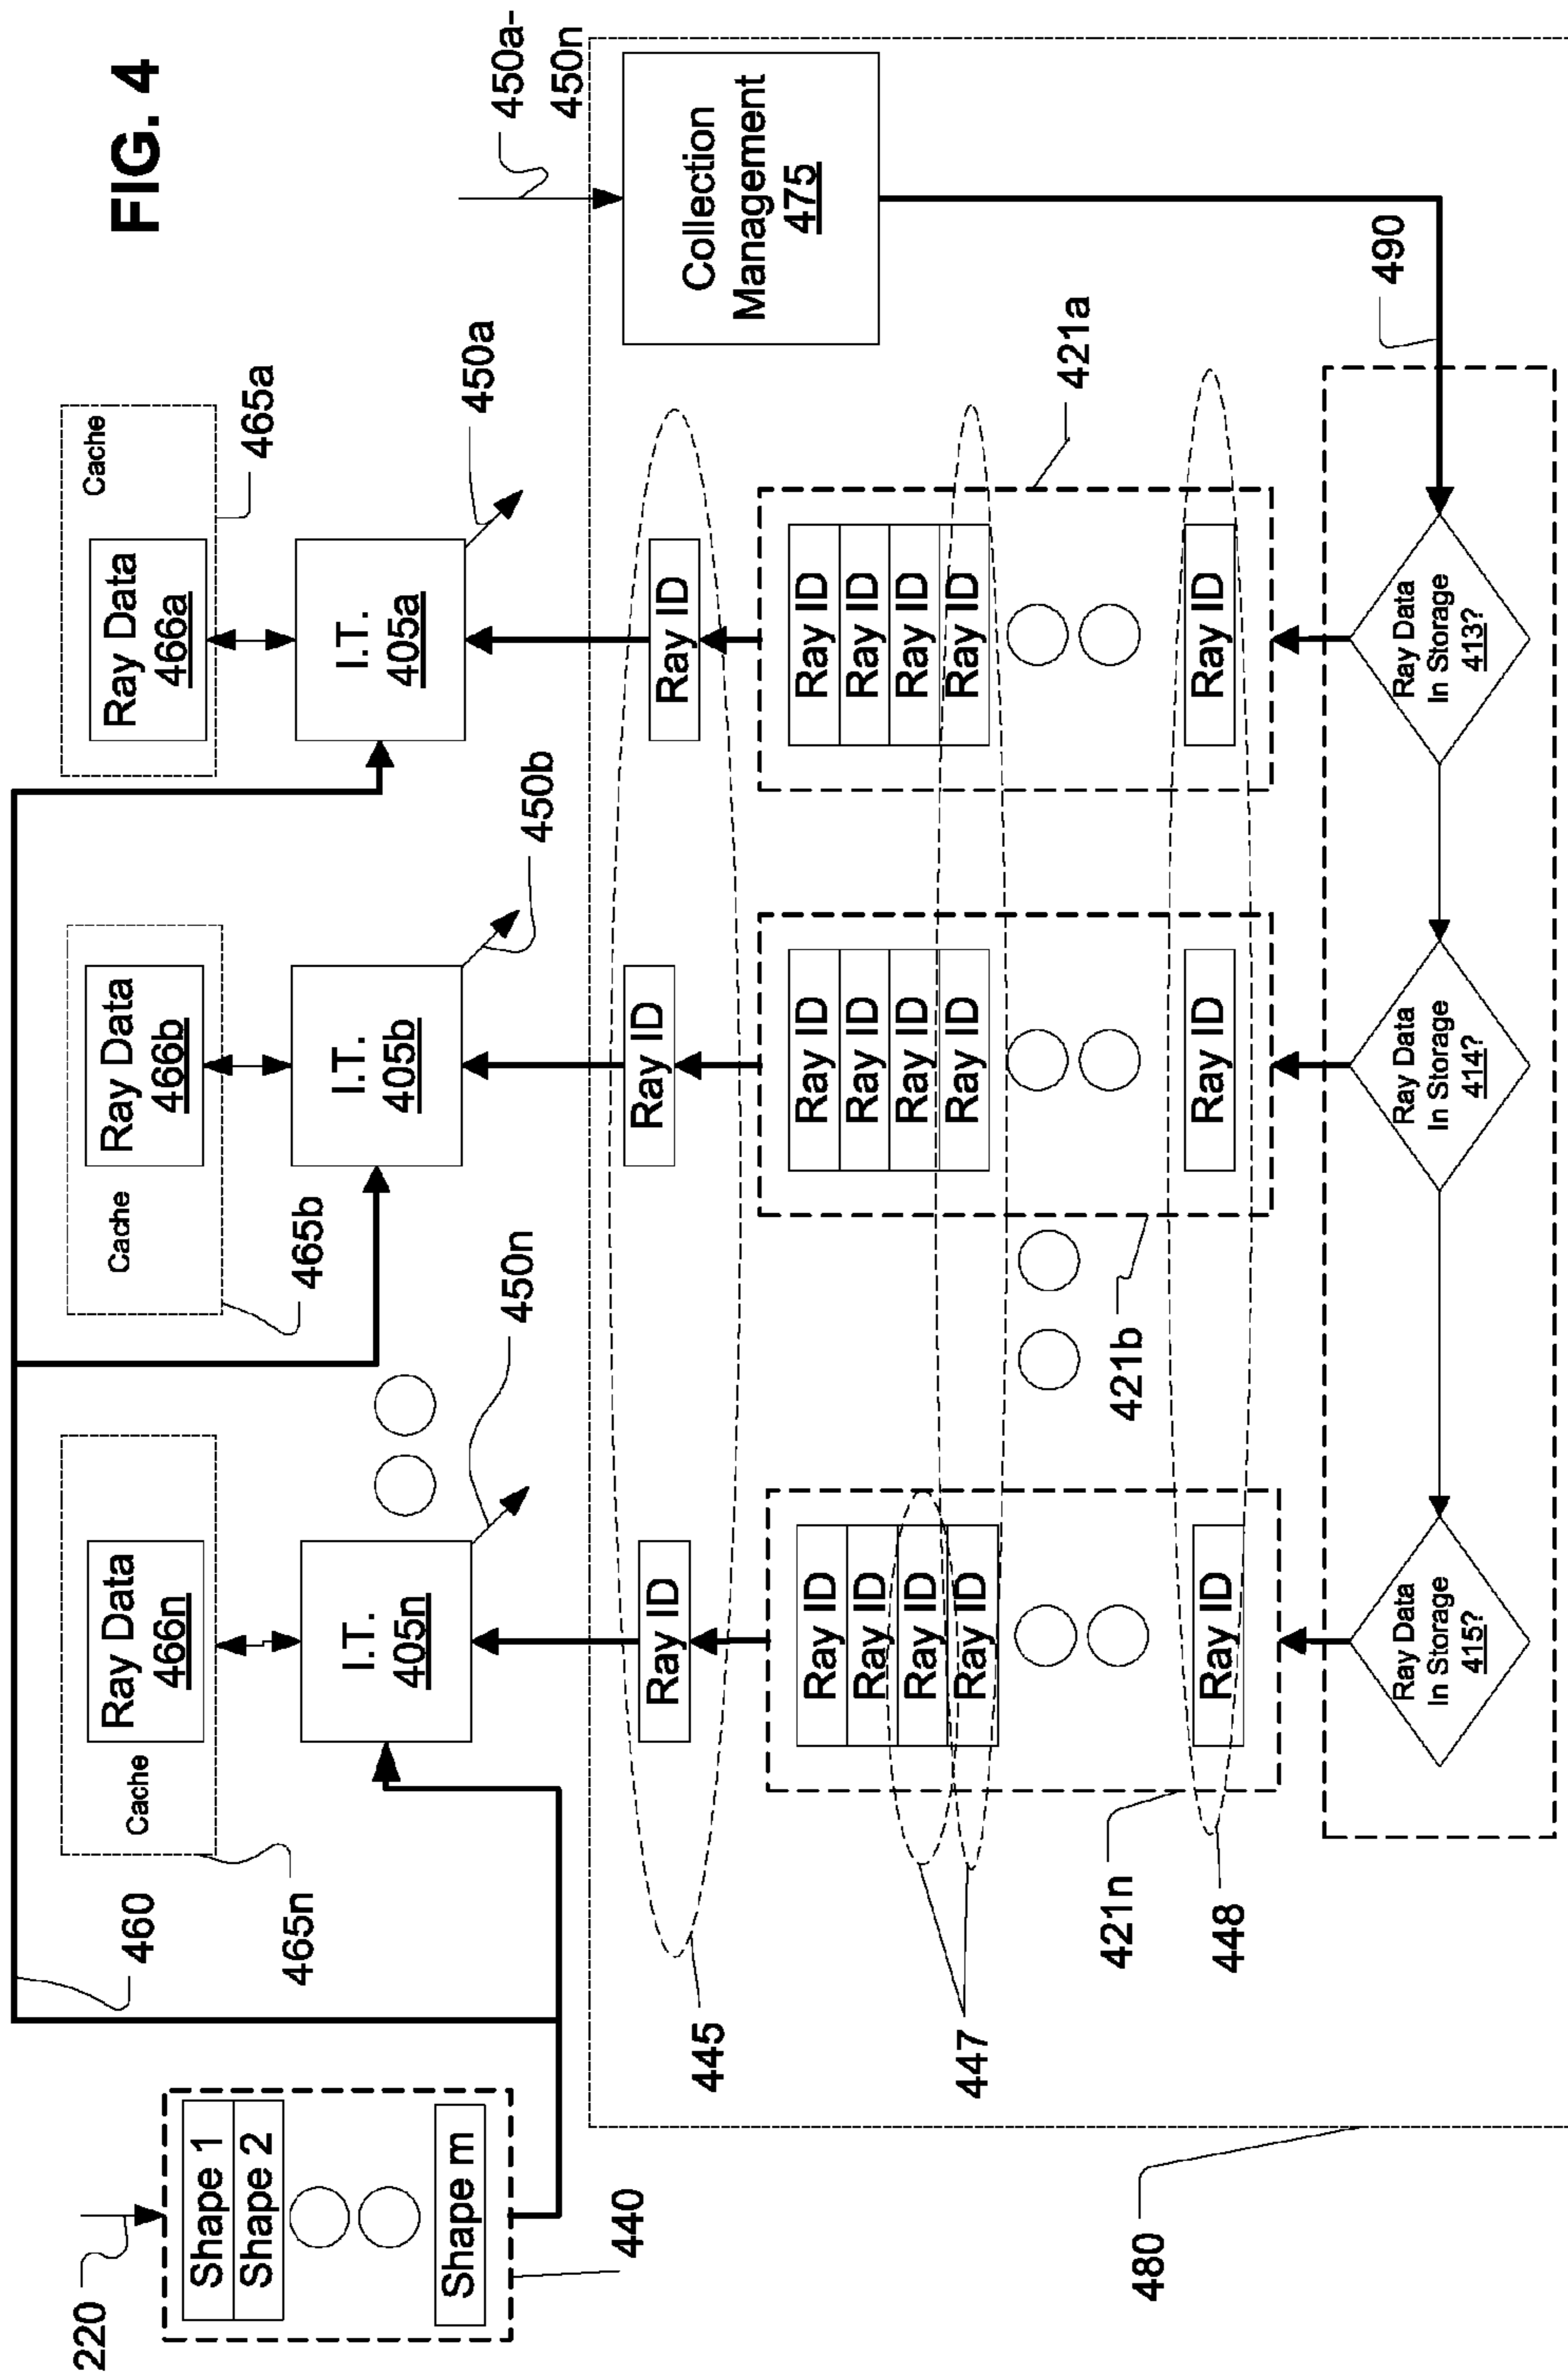 FIG. 4
220
Shape 1
Shape 2
Shape m
440
460
Cache
Ray Data
466n
465n
I.T.
405n
450n
Cache
Ray Data
466b
465b
I.T.
405b
450b
Cache
Ray Data
466a
465a
I.T.
405a
450a
450a-
450n
Collection
Management
475
445
Ray ID
Ray ID
Ray ID
447
Ray ID
Ray ID
Ray ID
Ray ID
Ray ID
421n
Ray ID
Ray ID
Ray ID
Ray ID
Ray ID
421b
Ray ID
Ray ID
Ray ID
Ray ID
Ray ID
421a
448
480
490
Ray Data
In Storage
415?
Ray Data
In Storage
414?
Ray Data
In Storage
413?